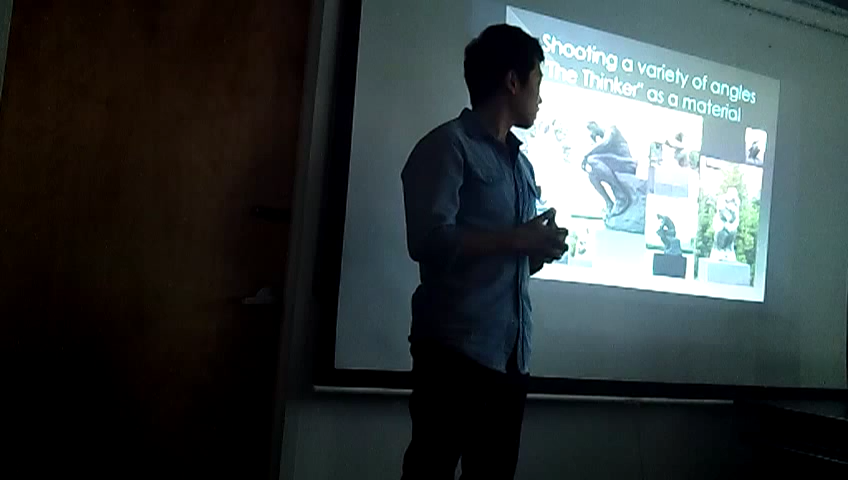 Shooting a variety of angles
"The Thinker" as a material